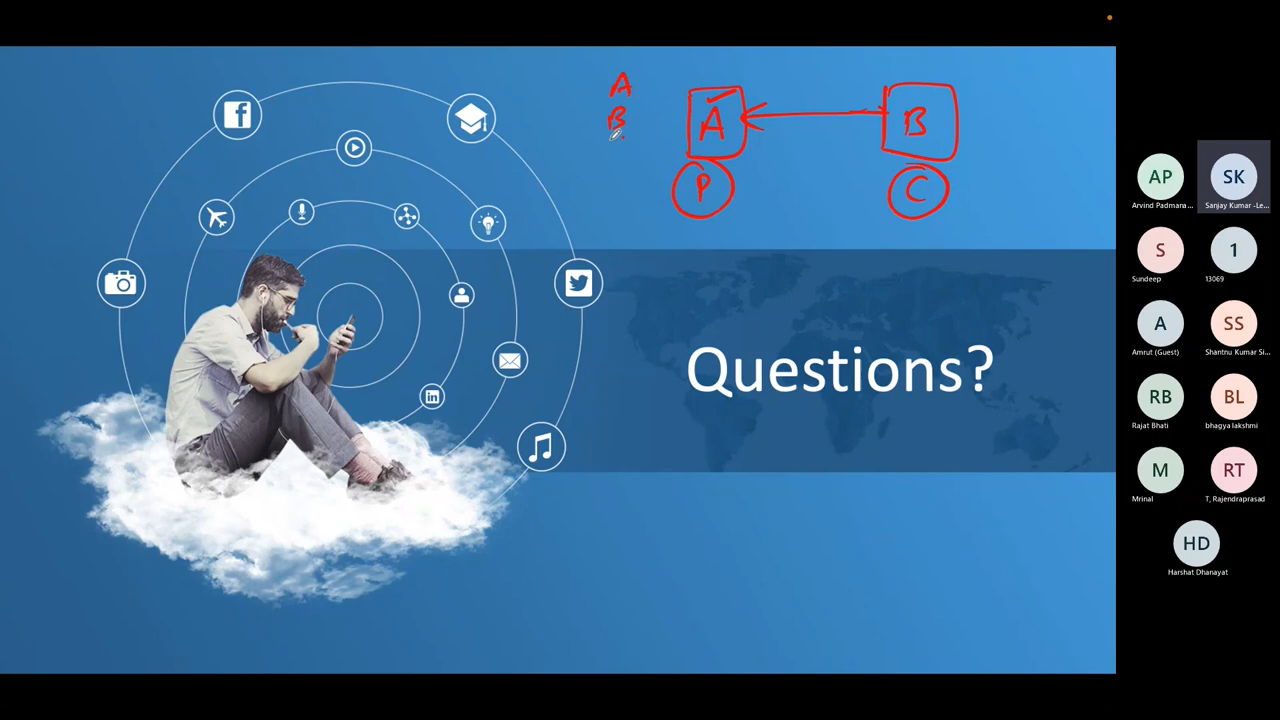 A
B
A
B
P
C
Questions?
AP
SK
Arvind Padmana...
Sanjay Kumar -Le...
S
1
Sundeep
13069
A
SS
Amrut (Guest)
Shantnu Kumar Si...
RB
BL
Rajat Bhati
bhagya lakshmi
M
RT
Mrinal
T, Rajendraprasad
HD
Harshat Dhanayat